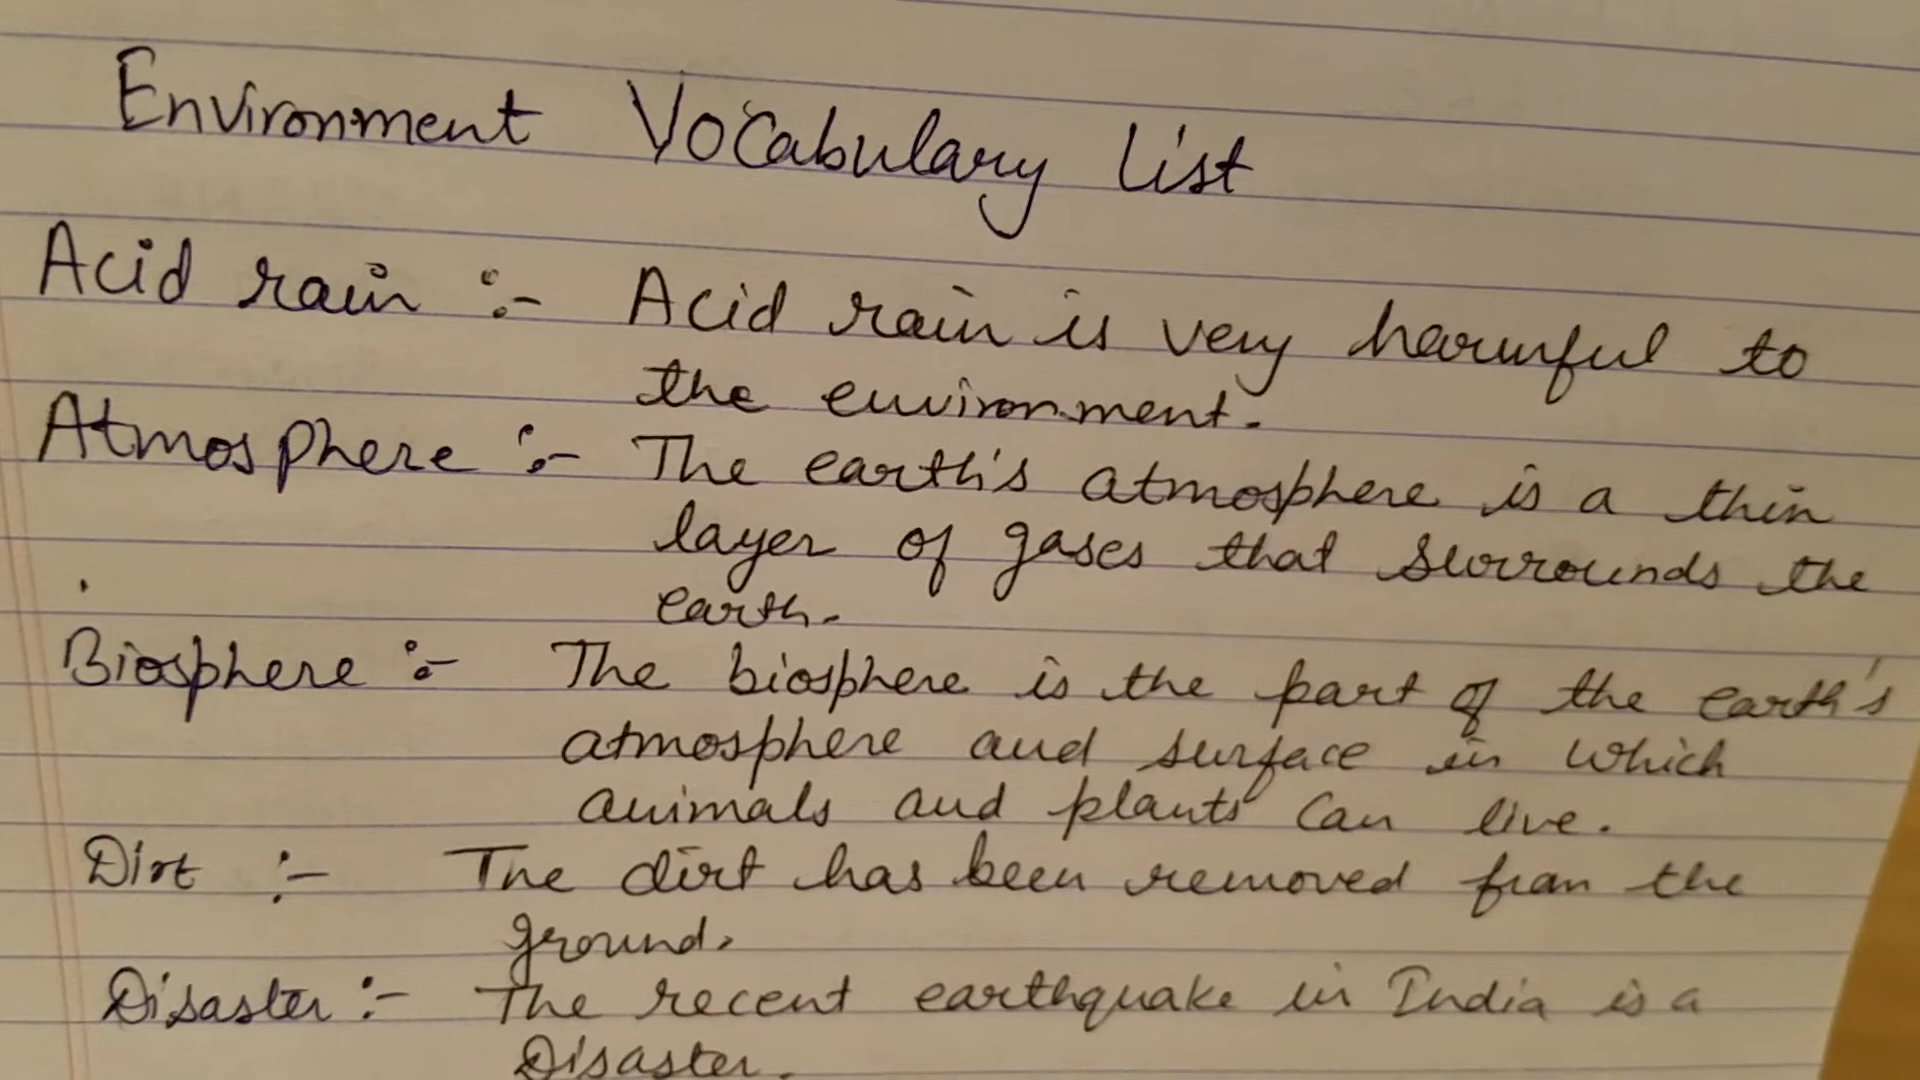 Environment Vocabulary list
Acid rain :- Acid rain is very harmful to
the environment.
Atmosphere :- The earth's atmosphere is a thin
layer of gases that surrounds the
earth.
Biosphere :- The biosphere is the part of the earth's
atmosphere and surface in which
animals and plants can live.
Dirt :- The dirt has been removed from the
ground.
Disaster :- The recent earthquake in India is a
Disaster.